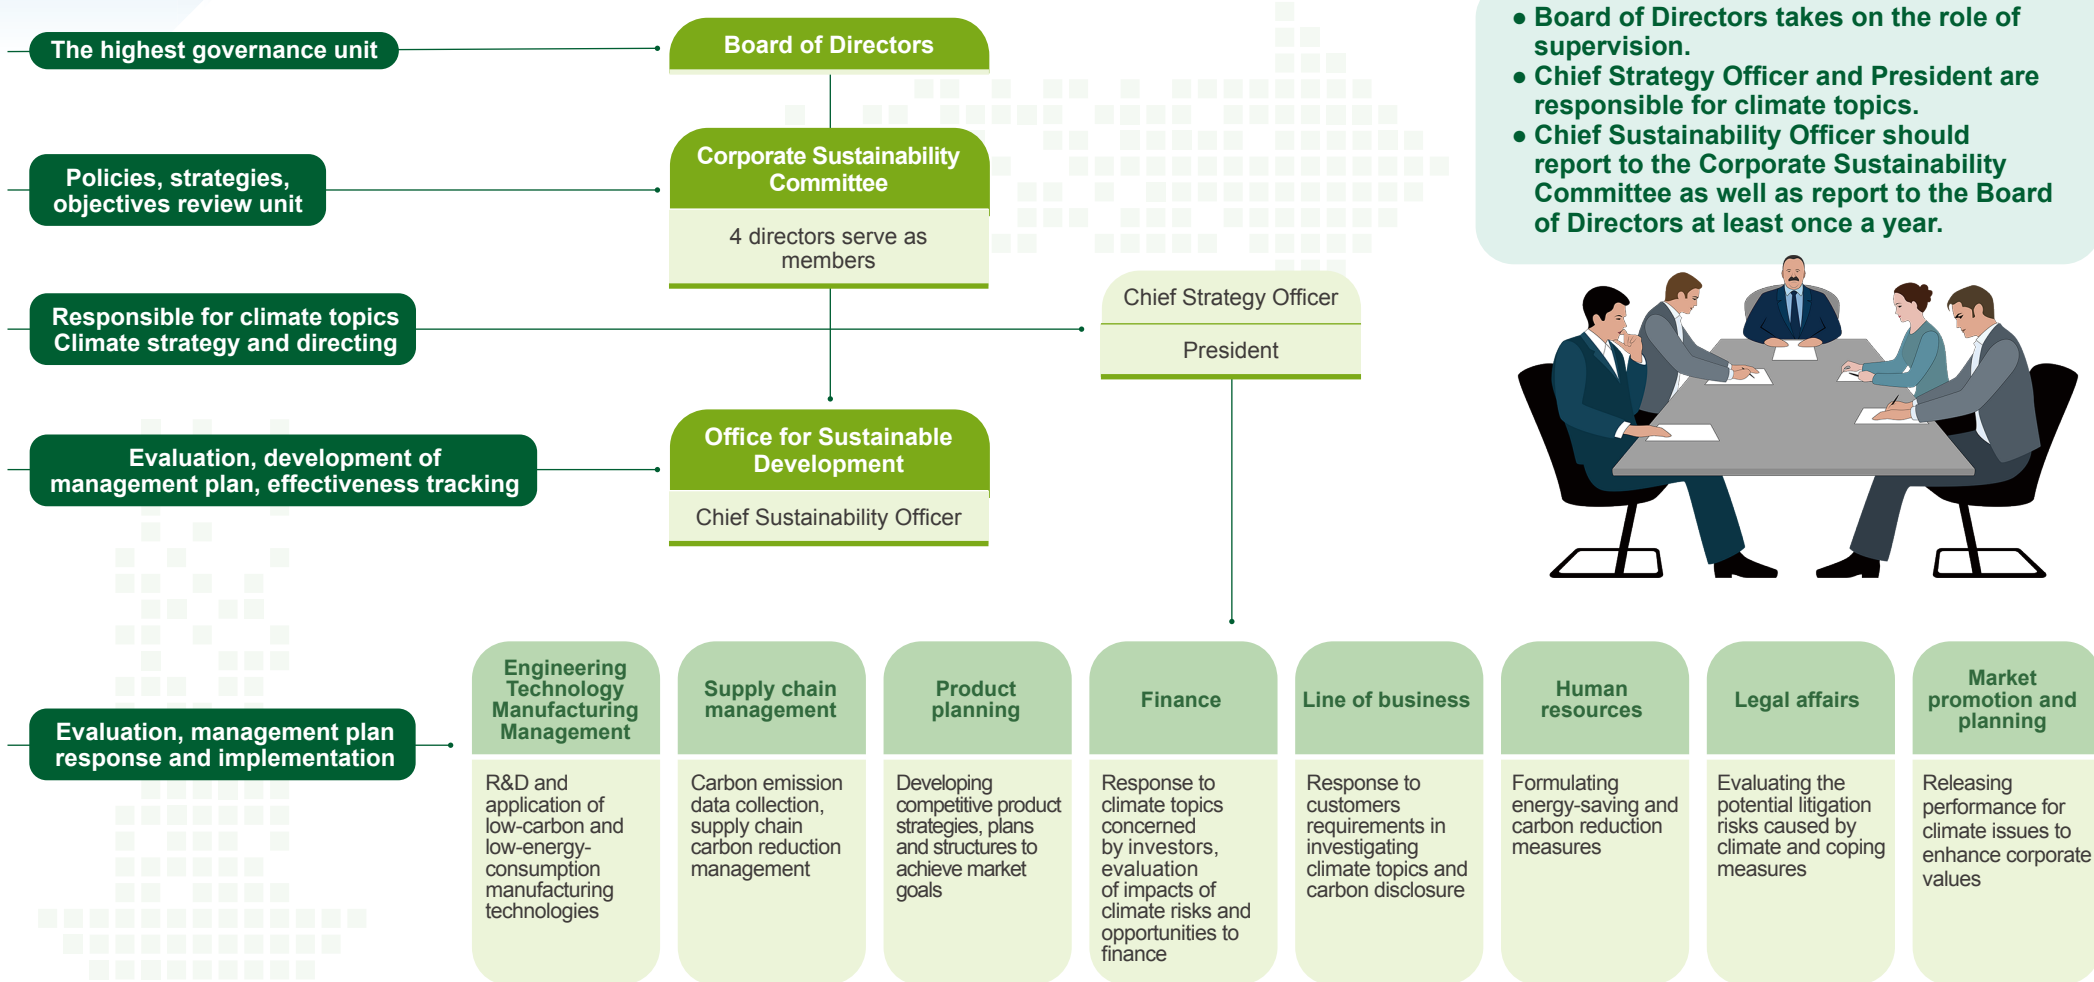 The highest governance unit
Board of Directors
● Board of Directors takes on the role of
supervision.
● Chief Strategy Officer and President are
responsible for climate topics.
● Chief Sustainability Officer should
report to the Corporate Sustainability
Committee as well as report to the Board
of Directors at least once a year.
Policies, strategies,
objectives review unit
Corporate Sustainability
Committee
4 directors serve as
members
Responsible for climate topics
Climate strategy and directing
Chief Strategy Officer
President
Evaluation, development of
management plan, effectiveness tracking
Office for Sustainable
Development
Chief Sustainability Officer
Evaluation, management plan
response and implementation
Engineering
Technology
Manufacturing
Management
R&D and
application of
low-carbon and
low-energy-
consumption
manufacturing
technologies
Supply chain
management
Carbon emission
data collection,
supply chain
carbon reduction
management
Product
planning
Developing
competitive product
strategies, plans
and structures to
achieve market
goals
Finance
Response to
climate topics
concerned
by investors,
evaluation
of impacts of
climate risks and
opportunities to
finance
Line of business
Response to
customers
requirements in
investigating
climate topics and
carbon disclosure
Human
resources
Formulating
energy-saving and
carbon reduction
measures
Legal affairs
Evaluating the
potential litigation
risks caused by
climate and coping
measures
Market
promotion and
planning
Releasing
performance for
climate issues to
enhance corporate
values